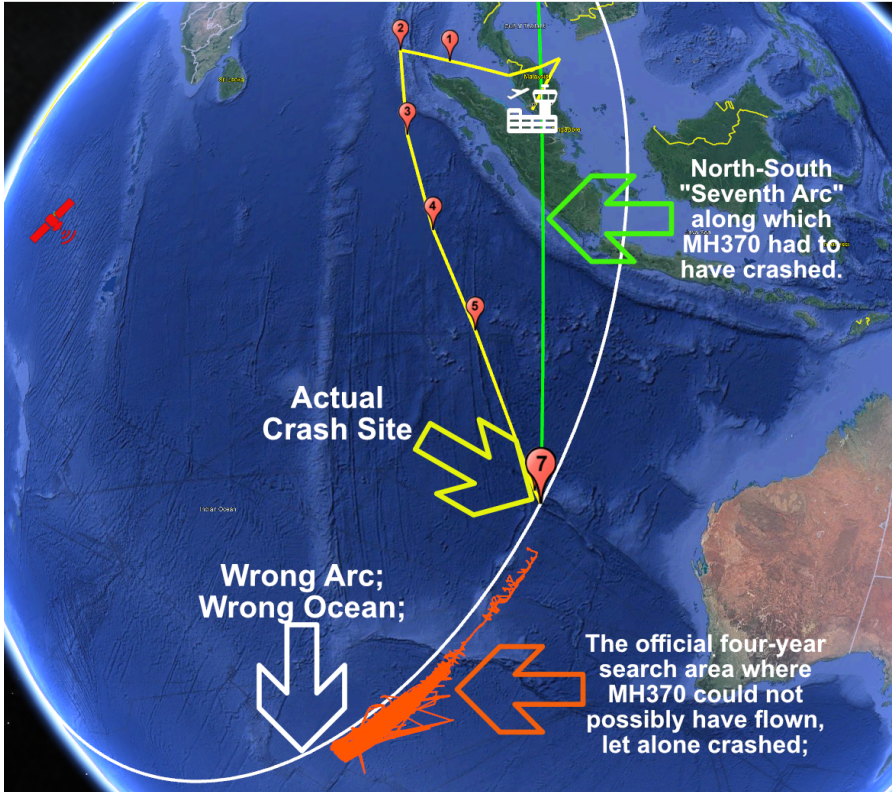 1
2
Malaysia
3
North-South
"Seventh Arc"
along which
MH370 had to
have crashed.
4
5
Actual
Crash Site
7
Indian Ocean
Wrong Arc;
Wrong Ocean;
The official four-year
search area where
MH370 could not
possibly have flown,
let alone crashed;